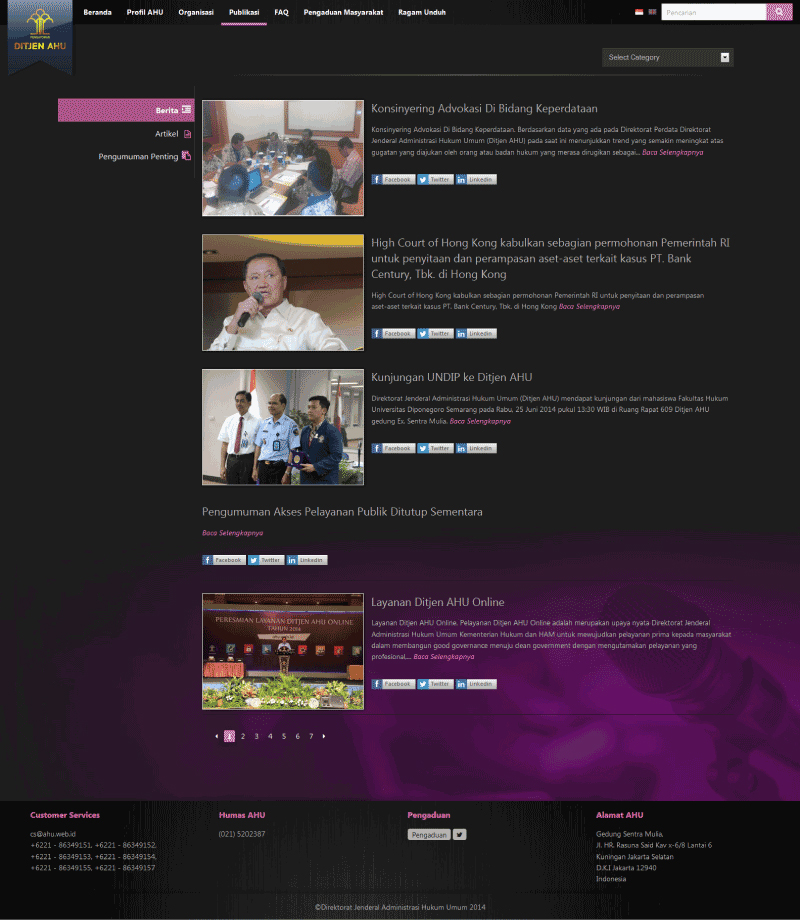 Beranda Profil AHU Organisasi Publikasi FAQ Pengaduan Masyarakat Ragam Unduh
Pencarian
PENGAYOMAN
DITJEN AHU
Select Category
Berita
Artikel
Pengumuman Penting
Konsinyering Advokasi Di Bidang Keperdataan
Konsinyering Advokasi Di Bidang Keperdataan. Berdasarkan data yang ada pada Direktorat Perdata Direktorat
Jenderal Administrasi Hukum Umum (Ditjen AHU) pada saat ini menunjukkan trend yang semakin meningkat atas
gugatan yang diajukan oleh orang atau badan hukum yang merasa dirugikan sebagai... Baca Selengkapnya
Facebook Twitter Linkedin
High Court of Hong Kong kabulkan sebagian permohonan Pemerintah RI
untuk penyitaan dan perampasan aset-aset terkait kasus PT. Bank
Century, Tbk. di Hong Kong
High Court of Hong Kong kabulkan sebagian permohonan Pemerintah RI untuk penyitaan dan perampasan
aset-aset terkait kasus PT. Bank Century, Tbk. di Hong Kong Baca Selengkapnya
Facebook Twitter Linkedin
Kunjungan UNDIP ke Ditjen AHU
Direktorat Jenderal Administrasi Hukum Umum (Ditjen AHU) mendapat kunjungan dari mahasiswa Fakultas Hukum
Universitas Diponegoro Semarang pada Rabu, 25 Juni 2014 pukul 13:30 WIB di Ruang Rapat 609 Ditjen AHU
gedung Ex. Sentra Mulia. Baca Selengkapnya
Facebook Twitter Linkedin
Pengumuman Akses Pelayanan Publik Ditutup Sementara
Baca Selengkapnya
Facebook Twitter Linkedin
PERESMIAN LAYANAN DITJEN AHU ONLINE
TAHUN 2014
Layanan Ditjen AHU Online
Layanan Ditjen AHU Online. Pelayanan Ditjen AHU Online adalah merupakan upaya nyata Direktorat Jenderal
Administrasi Hukum Umum Kementerian Hukum dan HAM untuk mewujudkan pelayanan prima kepada masyarakat
dalam membangun good governance menuju clean government dengan mengutamakan pelayanan yang
profesional,... Baca Selengkapnya
Facebook Twitter Linkedin
1 2 3 4 5 6 7
Customer Services
cs@ahu.web.id
+6221 - 86349151, +6221 - 86349152,
+6221 - 86349153, +6221 - 86349154,
+6221 - 86349155, +6221 - 86349157
Humas AHU
(021) 5202387
Pengaduan
Pengaduan
Alamat AHU
Gedung Sentra Mulia,
Jl. HR. Rasuna Said Kav x-6/8 Lantai 6
Kuningan Jakarta Selatan
D.K.I Jakarta 12940
Indonesia
©Direktorat Jenderal Administrasi Hukum Umum 2014